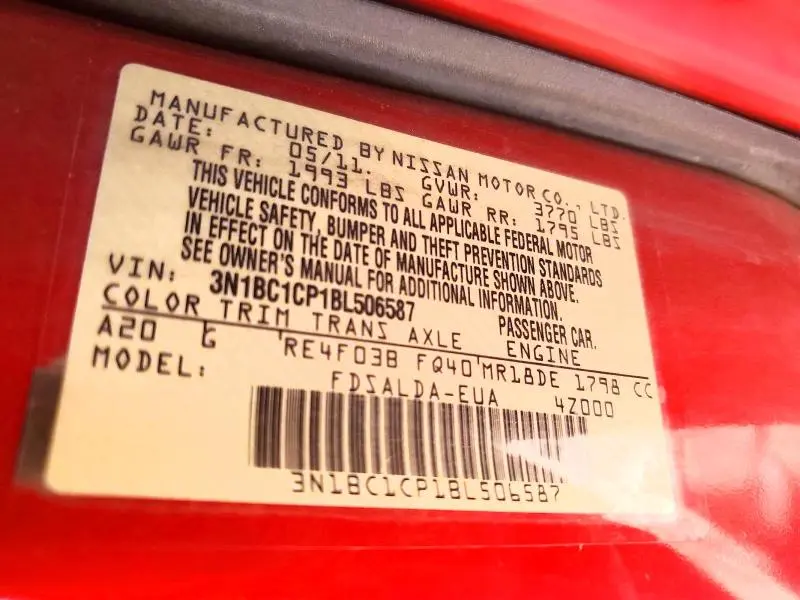 MANUFACTURED BY NISSAN MOTOR CO., LTD.
DATE: 05/11. GVWR: 3770 LBS
GAWR FR: 1993 LBS GAWR RR: 1795 LBS
THIS VEHICLE CONFORMS TO ALL APPLICABLE FEDERAL MOTOR
VEHICLE SAFETY, BUMPER AND THEFT PREVENTION STANDARDS
IN EFFECT ON THE DATE OF MANUFACTURE SHOWN ABOVE.
SEE OWNER'S MANUAL FOR ADDITIONAL INFORMATION.
VIN: 3N1BC1CP1BL506587 PASSENGER CAR.
COLOR TRIM TRANS AXLE ENGINE
A20 G RE4F03B FQ40 MR18DE 1798 CC
MODEL: FDSALDA-EUA 4Z000
3N1BC1CP1BL506587